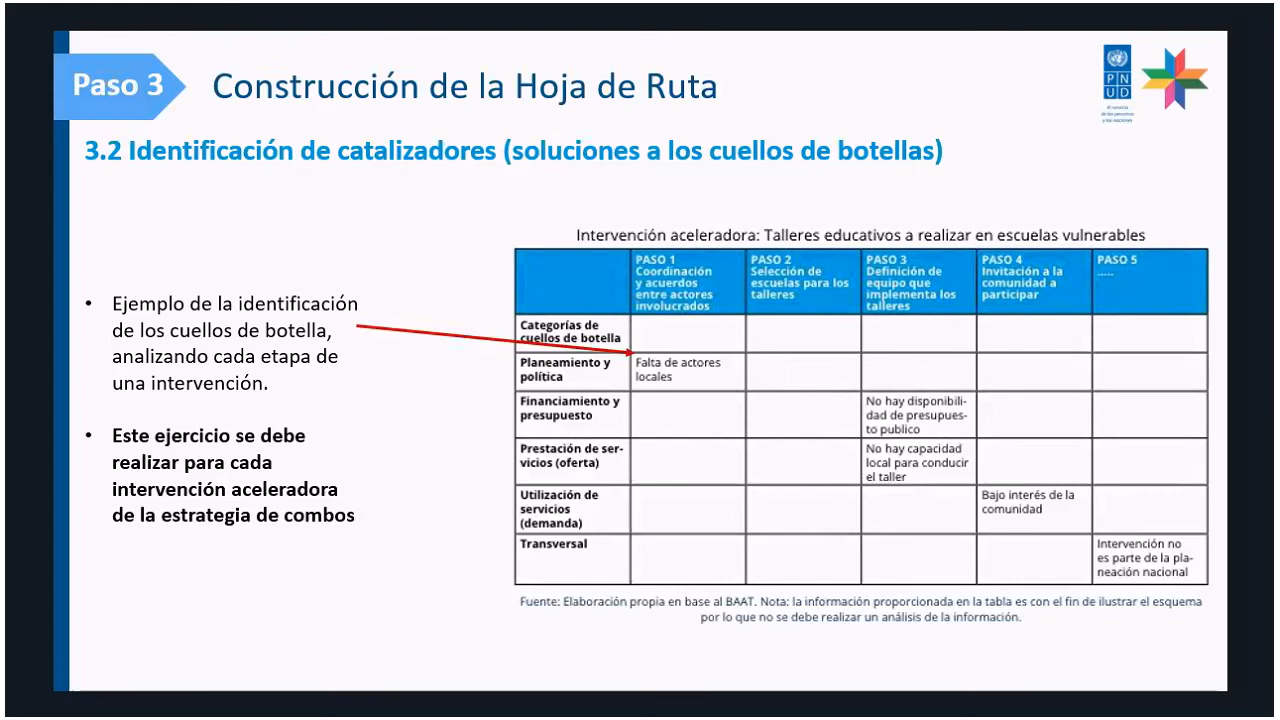 Paso 3
Construcción de la Hoja de Ruta
P N
U D
Al servicio
de las personas
y las naciones
3.2 Identificación de catalizadores (soluciones a los cuellos de botellas)
• Ejemplo de la identificación
de los cuellos de botella,
analizando cada etapa de
una intervención.
• Este ejercicio se debe
realizar para cada
intervención aceleradora
de la estrategia de combos
Intervención aceleradora: Talleres educativos a realizar en escuelas vulnerables
PASO 1
Coordinación
y acuerdos
entre actores
involucrados
PASO 2
Selección de
escuelas para los
talleres
PASO 3
Definición de
equipo que
implementa los
talleres
PASO 4
Invitación a la
comunidad a
participar
PASO 5
.....
Categorías de
cuellos de botella
Planeamiento y
política
Falta de actores
locales
Financiamiento y
presupuesto
No hay disponibili-
dad de presupues-
to publico
Prestación de ser-
vicios (oferta)
No hay capacidad
local para conducir
el taller
Utilización de
servicios
(demanda)
Bajo interés de la
comunidad
Transversal
Intervención no
es parte de la pla-
neación nacional
Fuente: Elaboración propia en base al BAAT. Nota: la información proporcionada en la tabla es con el fin de ilustrar el esquema
por lo que no se debe realizar un análisis de la información.